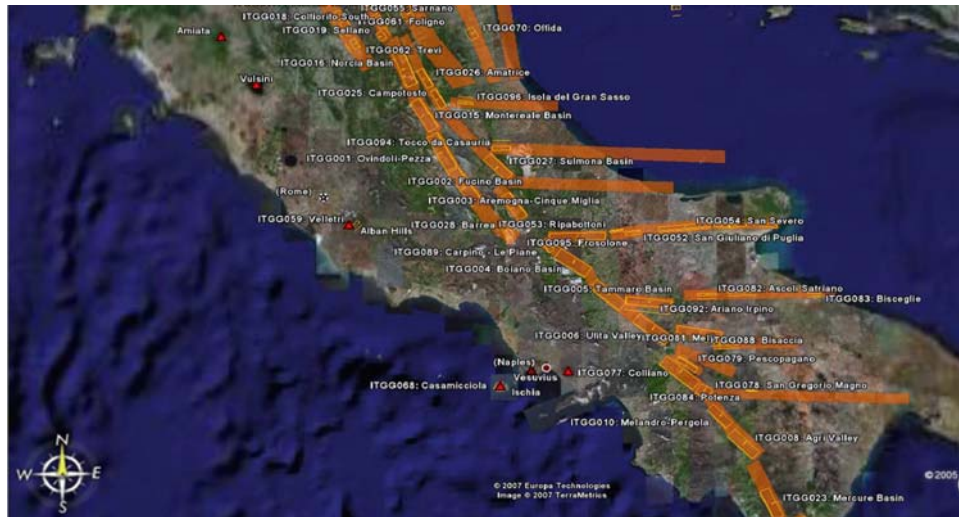 ITGG018: Colfiorito South
ITGG055: Sarnano
ITGG061: Foligno
ITGG019: Sellano
ITGG070: Offida
Amiata
ITGG062: Trevi
ITGG016: Norcia Basin
ITGG026: Amatrice
Vulsini
ITGG025: Campotosto
ITGG096: Isola del Gran Sasso
ITGG015: Montereale Basin
ITGG094: Tocco da Casauria
ITGG001: Ovindoli-Pezza
ITGG027: Sulmona Basin
ITGG002: Fucino Basin
(Rome)
ITGG003: Aremogna-Cinque Miglia
ITGG059: Velletri
Alban Hills
ITGG028: Barrea
ITGG053: Ripabottoni
ITGG054: San Severo
ITGG052: San Giuliano di Puglia
ITGG095: Frosolone
ITGG089: Carpino - Le Piane
ITGG004: Boiano Basin
ITGG005: Tammaro Basin
ITGG082: Ascoli Satriano
ITGG083: Bisceglie
ITGG092: Ariano Irpino
ITGG006: Ufita Valley
ITGG081: Mel
ITGG088: Bisaccia
(Naples)
ITGG079: Pescopagano
Vesuvius
ITGG077: Colliano
ITGG068: Casamicciola
Ischia
ITGG078: San Gregorio Magno
ITGG084: Potenza
ITGG010: Melandro-Pergola
ITGG008: Agri Valley
N
W
E
S
© 2007 Europa Technologies
Image © 2007 TerraMetrics
© 2005
ITGG023: Mercure Basin